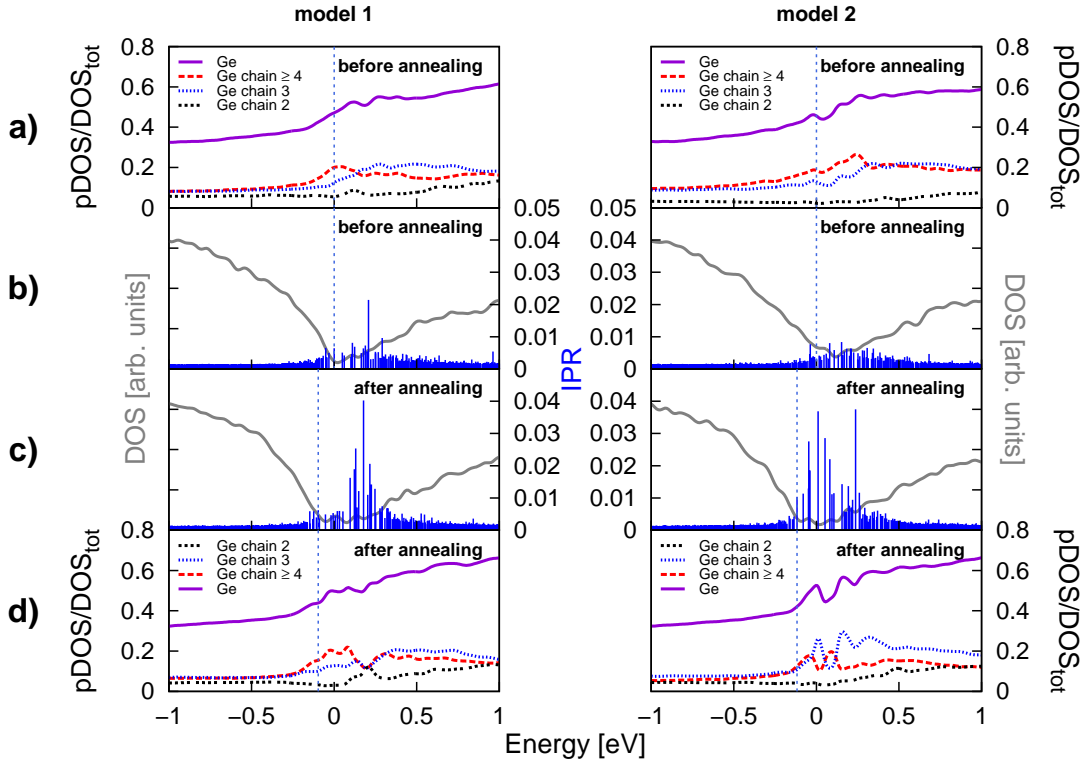 model 1
model 2
a)
pDOS/DOS_tot
0.8
0.6
0.4
0.2
0
Ge
Ge chain ≥ 4
Ge chain 3
Ge chain 2
before annealing
Ge
Ge chain ≥ 4
Ge chain 3
Ge chain 2
before annealing
0.8
0.6
0.4
0.2
0
pDOS/DOS_tot
b)
before annealing
0.05
0.04
0.03
0.02
0.01
0
0.05
0.04
0.03
0.02
0.01
0
before annealing
DOS [arb. units]
IPR
DOS [arb. units]
c)
after annealing
0.04
0.03
0.02
0.01
0
0.04
0.03
0.02
0.01
0
after annealing
d)
pDOS/DOS_tot
0.8
0.6
0.4
0.2
0
Ge chain 2
Ge chain 3
Ge chain ≥ 4
Ge
after annealing
Ge chain 2
Ge chain 3
Ge chain ≥ 4
Ge
after annealing
0.8
0.6
0.4
0.2
0
pDOS/DOS_tot
−1 −0.5 0 0.5 1
−1 −0.5 0 0.5 1
Energy [eV]